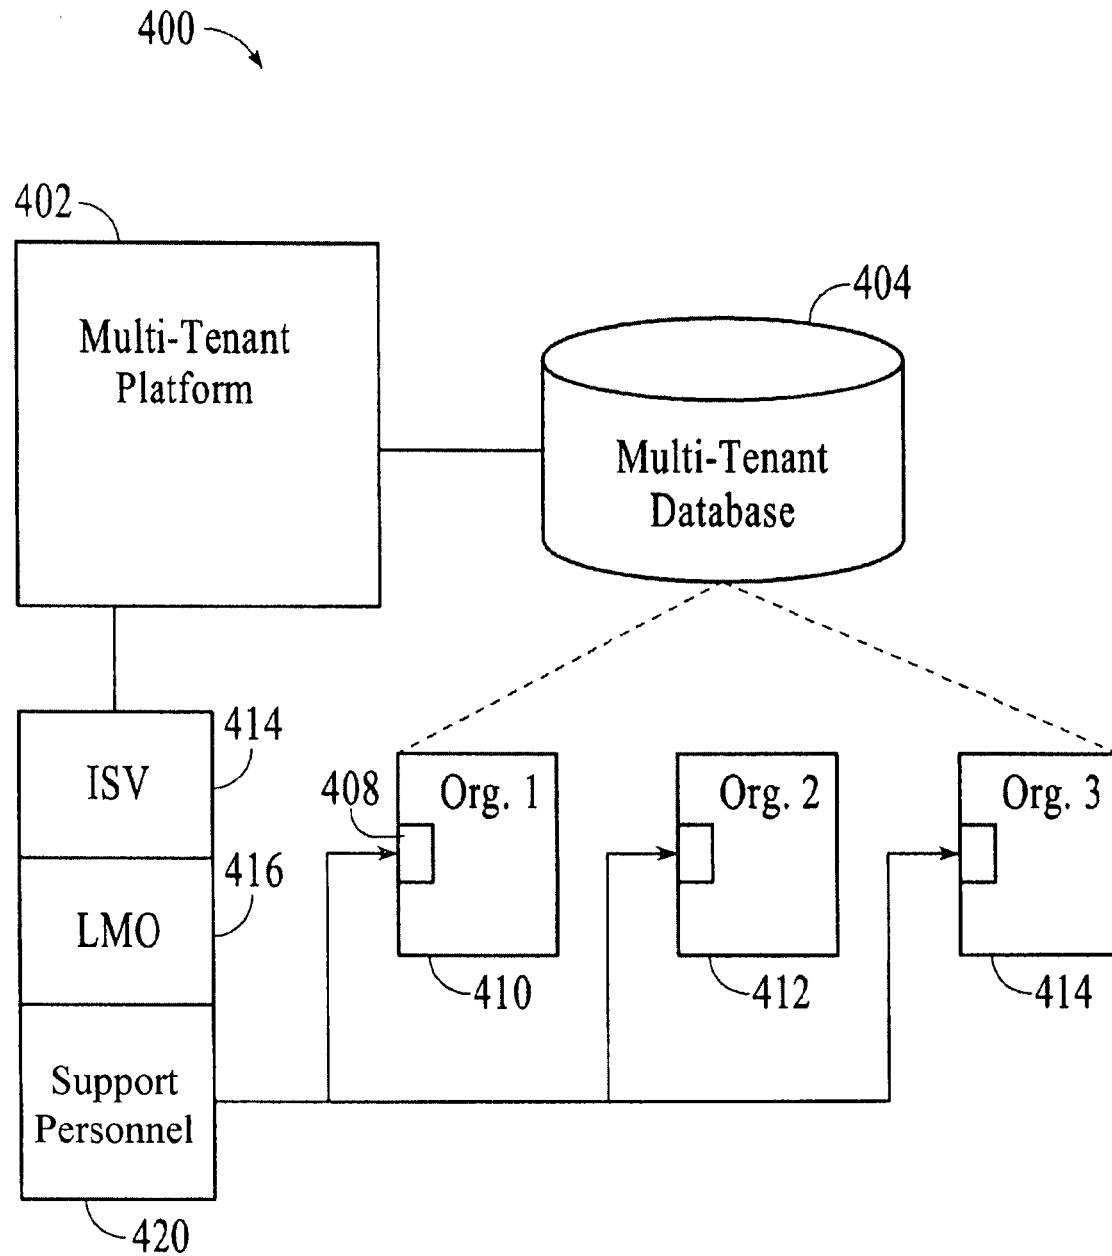 400
402
Multi-Tenant
Platform
404
Multi-Tenant
Database
ISV
414
LMO
416
Support
Personnel
420
408
Org. 1
410
Org. 2
412
Org. 3
414